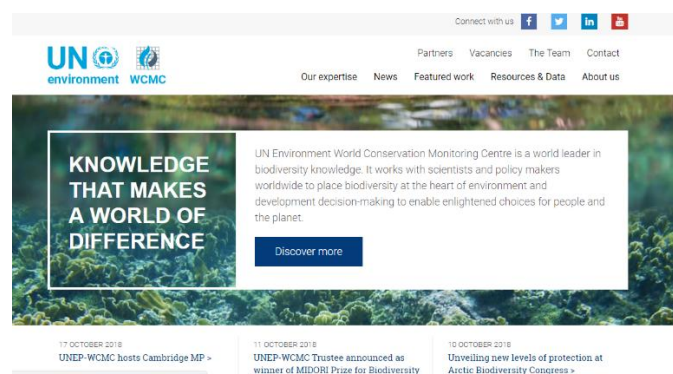 Connect with us
UN
environment WCMC
Partners Vacancies The Team Contact
Our expertise News Featured work Resources & Data About us
KNOWLEDGE
THAT MAKES
A WORLD OF
DIFFERENCE
UN Environment World Conservation Monitoring Centre is a world leader in
biodiversity knowledge. It works with scientists and policy makers
worldwide to place biodiversity at the heart of environment and
development decision-making to enable enlightened choices for people and
the planet.
Discover more
17 OCTOBER 2018
UNEP-WCMC hosts Cambridge MP >
11 OCTOBER 2018
UNEP-WCMC Trustee announced as
winner of MIDORI Prize for Biodiversity
10 OCTOBER 2018
Unveiling new levels of protection at
Arctic Biodiversity Congress >